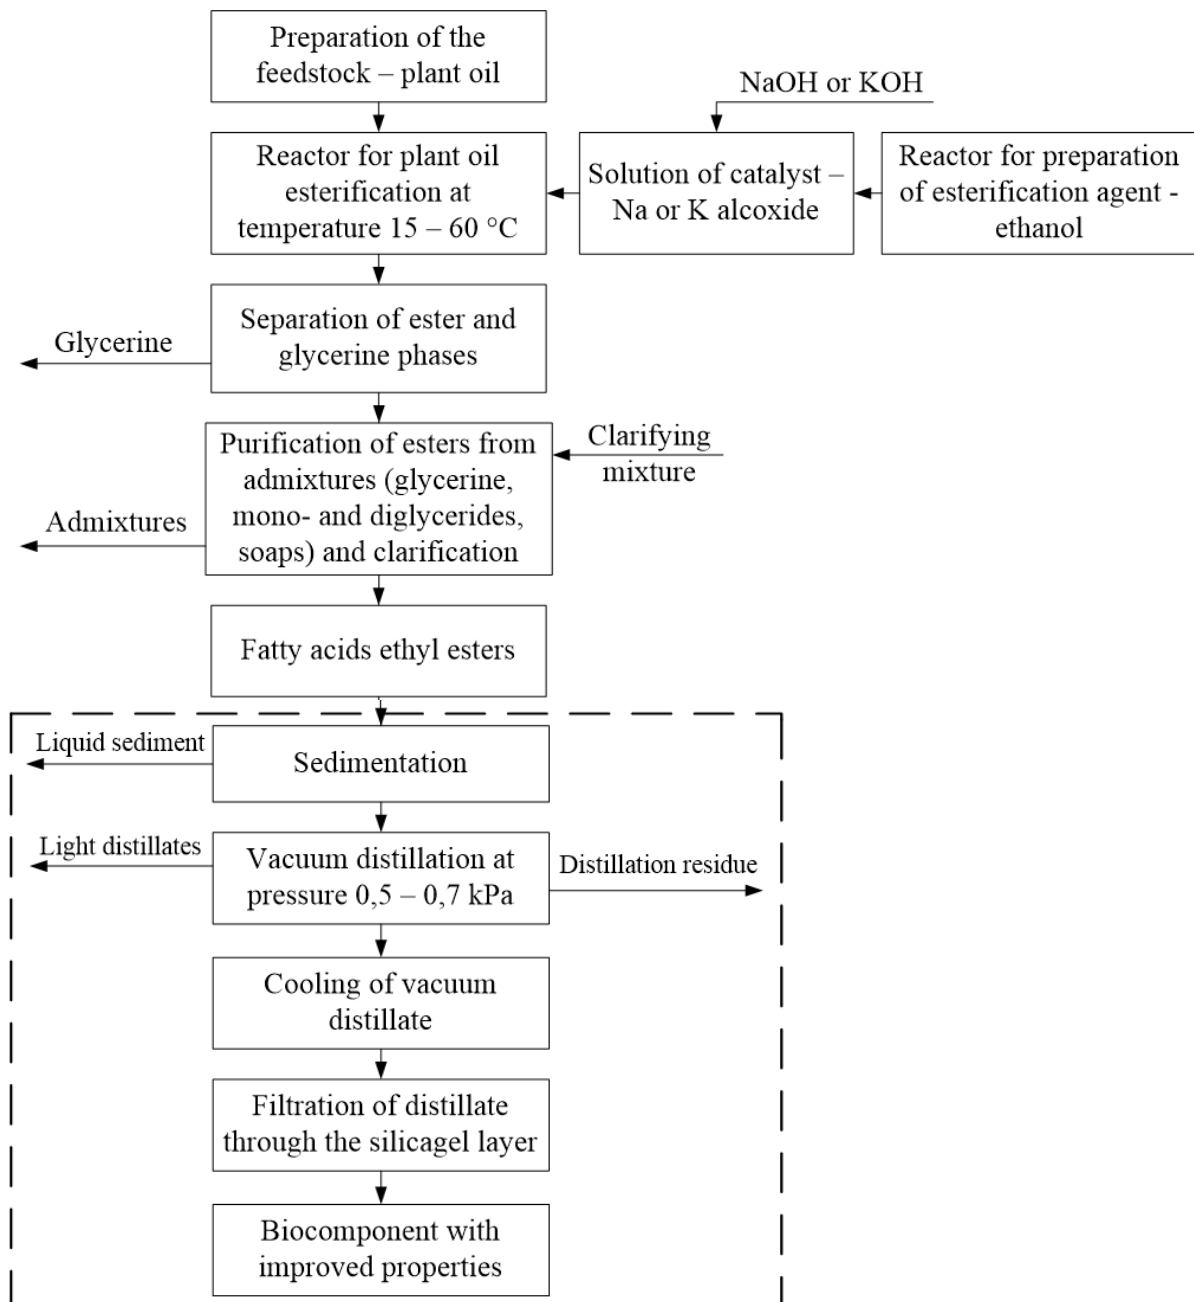 Preparation of the
feedstock – plant oil
NaOH or KOH
Reactor for plant oil
esterification at
temperature 15 – 60 °C
Solution of catalyst –
Na or K alcoxide
Reactor for preparation
of esterification agent -
ethanol
Separation of ester and
glycerine phases
Glycerine
Purification of esters from
admixtures (glycerine,
mono- and diglycerides,
soaps) and clarification
Clarifying
mixture
Admixtures
Fatty acids ethyl esters
Liquid sediment
Sedimentation
Light distillates
Vacuum distillation at
pressure 0,5 – 0,7 kPa
Distillation residue
Cooling of vacuum
distillate
Filtration of distillate
through the silicagel layer
Biocomponent with
improved properties